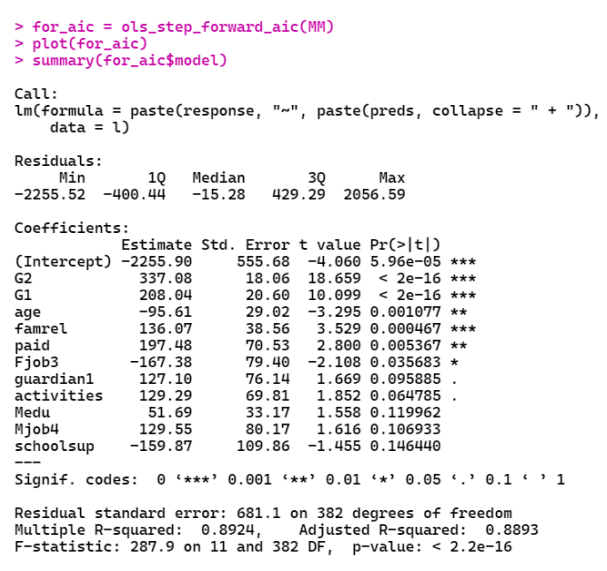 > for_aic = ols_step_forward_aic(MM)
> plot(for_aic)
> summary(for_aic$model)
Call:
lm(formula = paste(response, "~", paste(preds, collapse = " + ")),
    data = l)
Residuals:
     Min       1Q   Median       3Q      Max
-2255.52  -400.44   -15.28   429.29  2056.59
Coefficients:
            Estimate Std. Error t value Pr(>|t|)
(Intercept) -2255.90     555.68  -4.060 5.96e-05 ***
G2            337.08      18.06  18.659  < 2e-16 ***
G1            208.04      20.60  10.099  < 2e-16 ***
age           -95.61      29.02  -3.295 0.001077 **
famrel        136.07      38.56   3.529 0.000467 ***
paid          197.48      70.53   2.800 0.005367 **
Fjob3        -167.38      79.40  -2.108 0.035683 *
guardian1     127.10      76.14   1.669 0.095885 .
activities    129.29      69.81   1.852 0.064785 .
Medu           51.69      33.17   1.558 0.119962
Mjob4         129.55      80.17   1.616 0.106933
schoolsup    -159.87     109.86  -1.455 0.146440
---
Signif. codes:  0 ‘***’ 0.001 ‘**’ 0.01 ‘*’ 0.05 ‘.’ 0.1 ‘ ’ 1
Residual standard error: 681.1 on 382 degrees of freedom
Multiple R-squared:  0.8924,    Adjusted R-squared:  0.8893
F-statistic: 287.9 on 11 and 382 DF,  p-value: < 2.2e-16